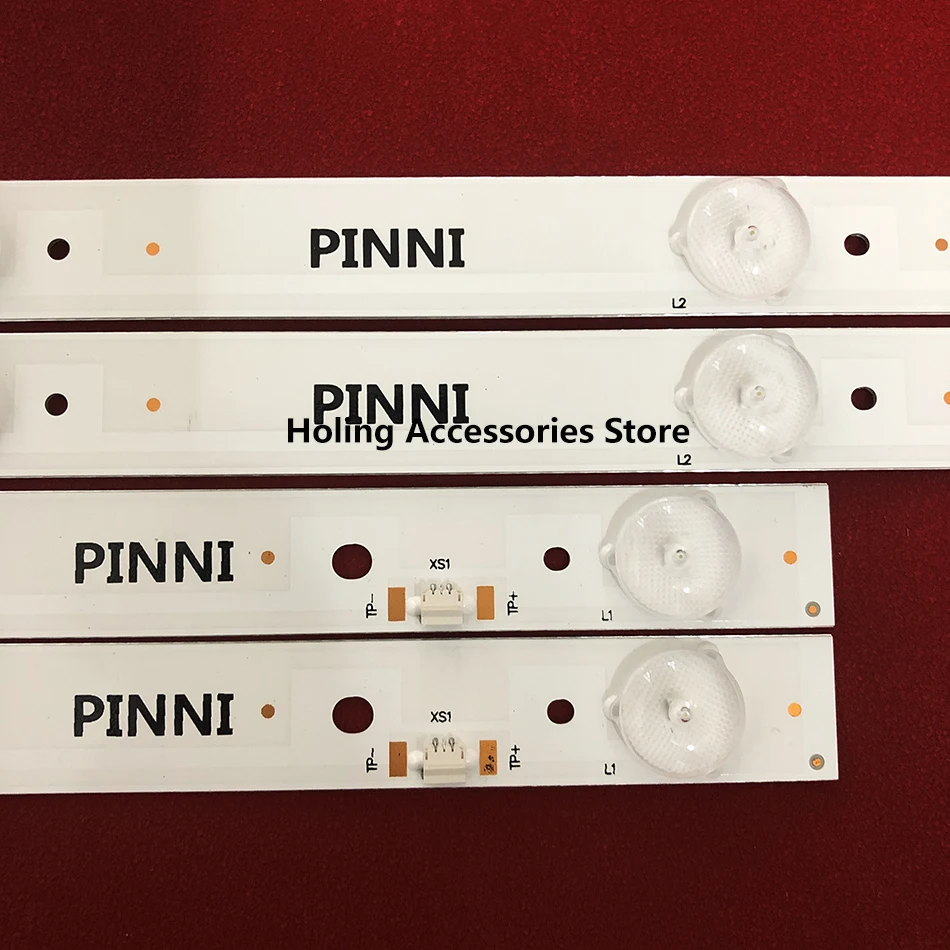 PINNI
L2
PINNI
Holing Accessories Store
L2
PINNI
XS1
TP-
TP+
L1
PINNI
XS1
TP-
TP+
L1